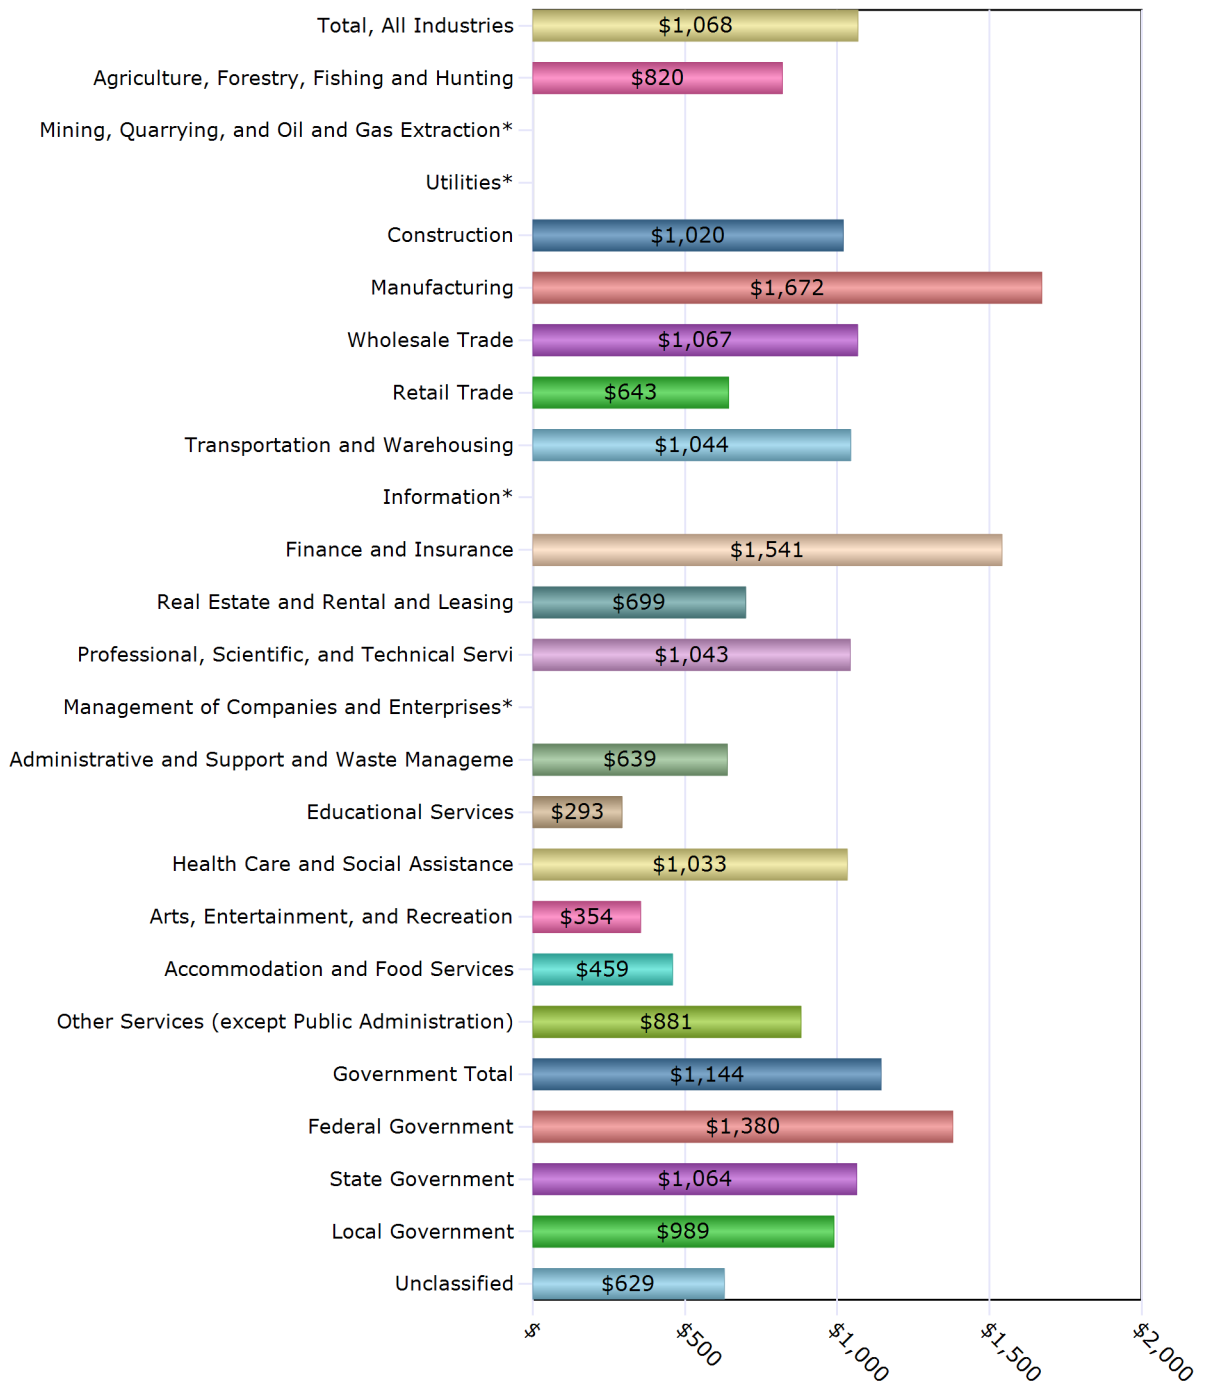 Total, All Industries $1,068
Agriculture, Forestry, Fishing and Hunting $820
Mining, Quarrying, and Oil and Gas Extraction*
Utilities*
Construction $1,020
Manufacturing $1,672
Wholesale Trade $1,067
Retail Trade $643
Transportation and Warehousing $1,044
Information*
Finance and Insurance $1,541
Real Estate and Rental and Leasing $699
Professional, Scientific, and Technical Servi $1,043
Management of Companies and Enterprises*
Administrative and Support and Waste Manageme $639
Educational Services $293
Health Care and Social Assistance $1,033
Arts, Entertainment, and Recreation $354
Accommodation and Food Services $459
Other Services (except Public Administration) $881
Government Total $1,144
Federal Government $1,380
State Government $1,064
Local Government $989
Unclassified $629
$ $500 $1,000 $1,500 $2,000